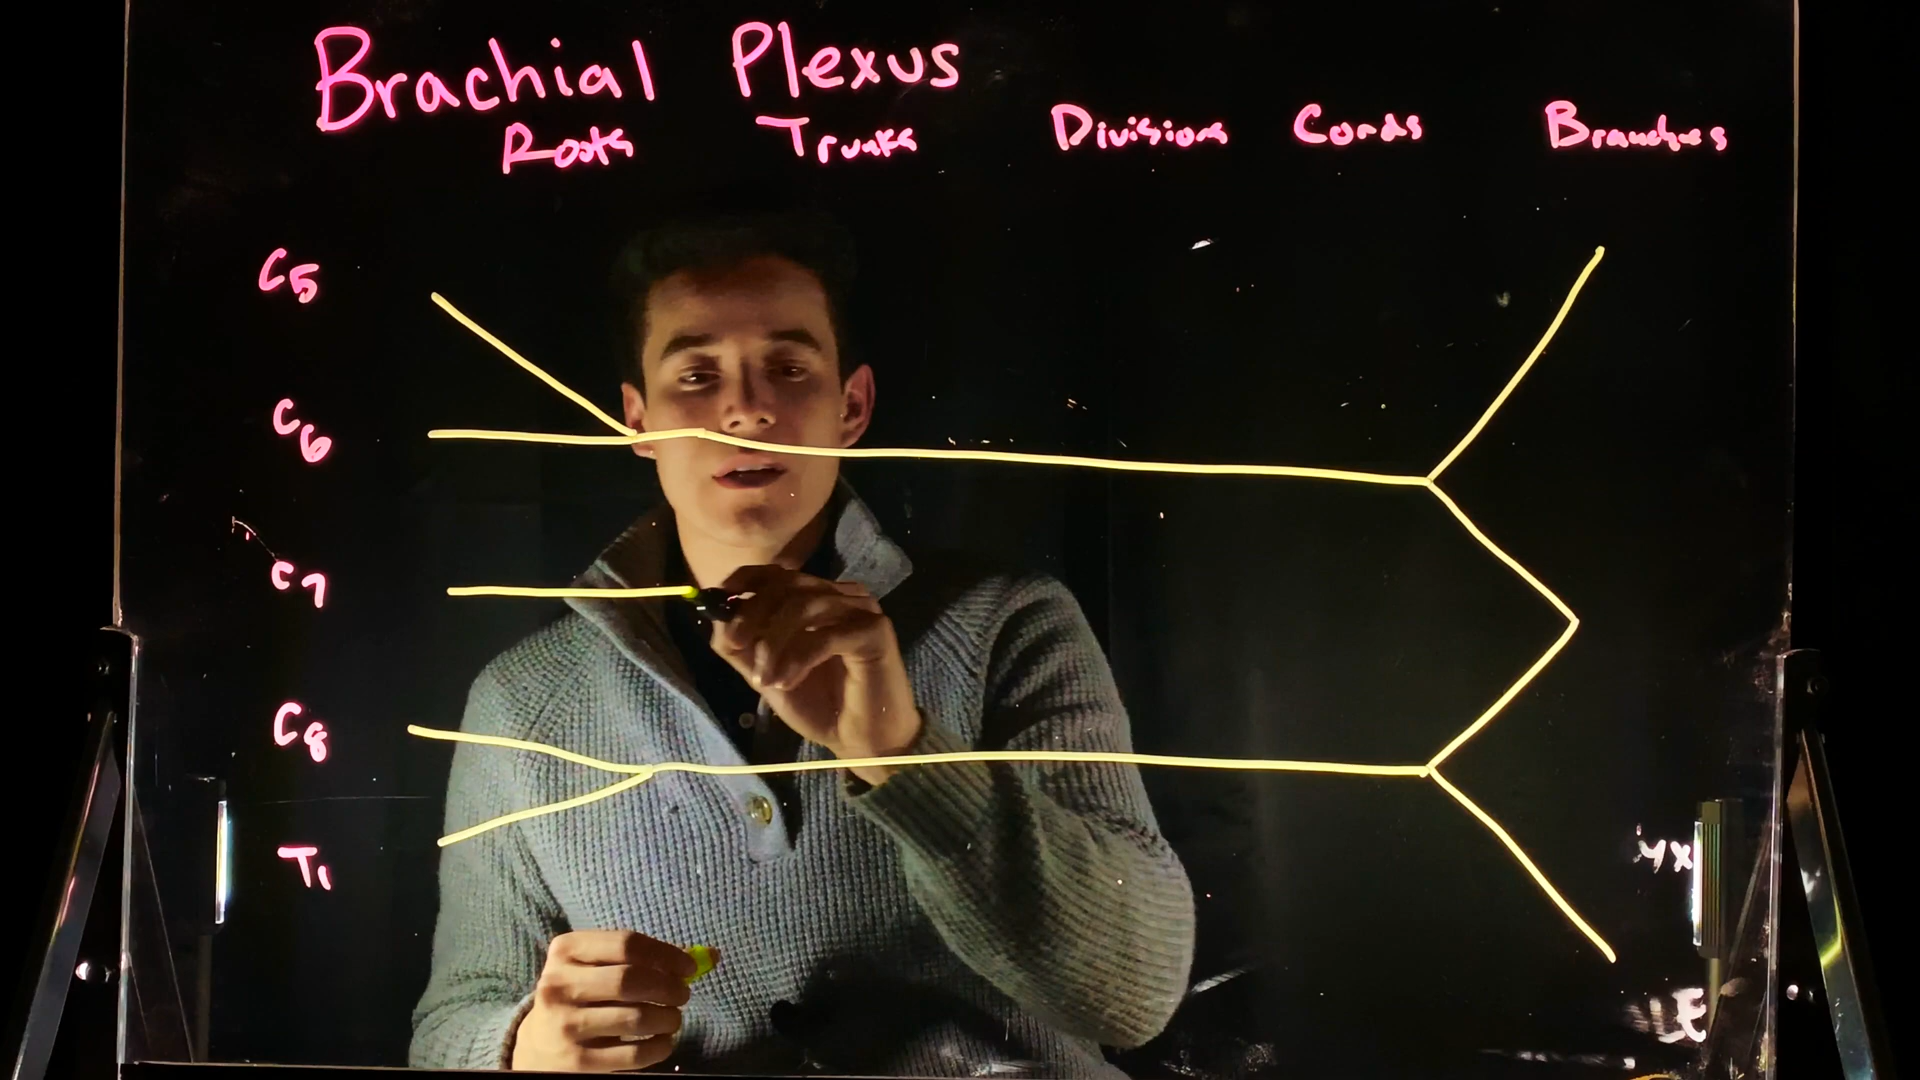 Brachial Plexus
Roots Trunks Divisions Cords Branches
C5
C6
C7
C8
T1